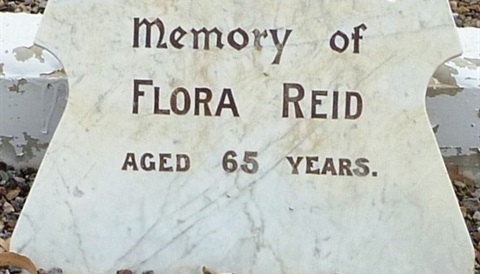 Memory of
FLORA REID
AGED 65 YEARS.